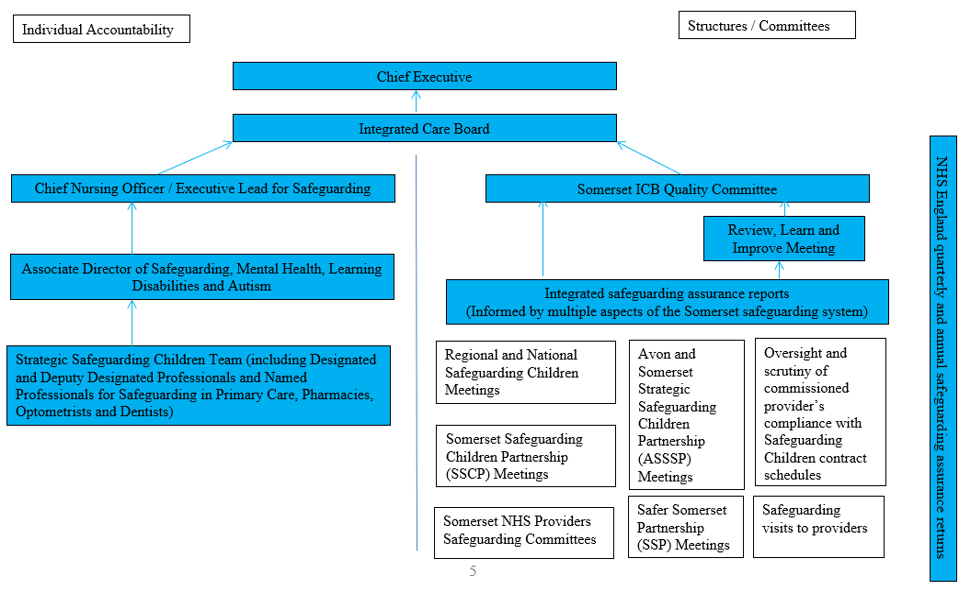 Individual Accountability
Structures / Committees
Chief Executive
Integrated Care Board
Chief Nursing Officer / Executive Lead for Safeguarding
Somerset ICB Quality Committee
Review, Learn and
Improve Meeting
Associate Director of Safeguarding, Mental Health, Learning
Disabilities and Autism
Integrated safeguarding assurance reports
(Informed by multiple aspects of the Somerset safeguarding system)
Strategic Safeguarding Children Team (including Designated
and Deputy Designated Professionals and Named
Professionals for Safeguarding in Primary Care, Pharmacies,
Optometrists and Dentists)
Regional and National
Safeguarding Children
Meetings
Avon and
Somerset
Strategic
Safeguarding
Children
Partnership
(ASSSP)
Meetings
Oversight and
scrutiny of
commissioned
provider’s
compliance with
Safeguarding
Children contract
schedules
Somerset Safeguarding
Children Partnership
(SSCP) Meetings
Somerset NHS Providers
Safeguarding Committees
Safer Somerset
Partnership
(SSP) Meetings
Safeguarding
visits to providers
NHS England quarterly and annual safeguarding assurance returns
5